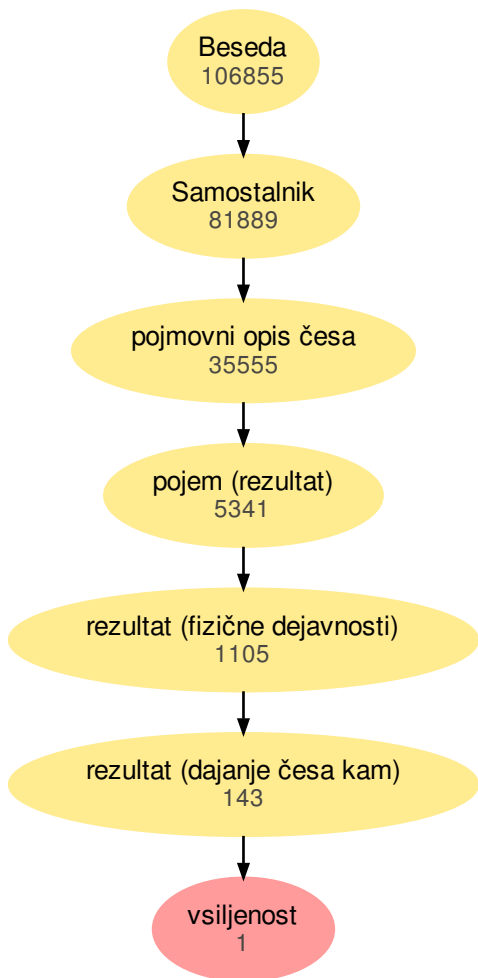 Beseda
106855
Samostalnik
81889
pojmovni opis česa
35555
pojem (rezultat)
5341
rezultat (fizične dejavnosti)
1105
rezultat (dajanje česa kam)
143
vsiljenost
1